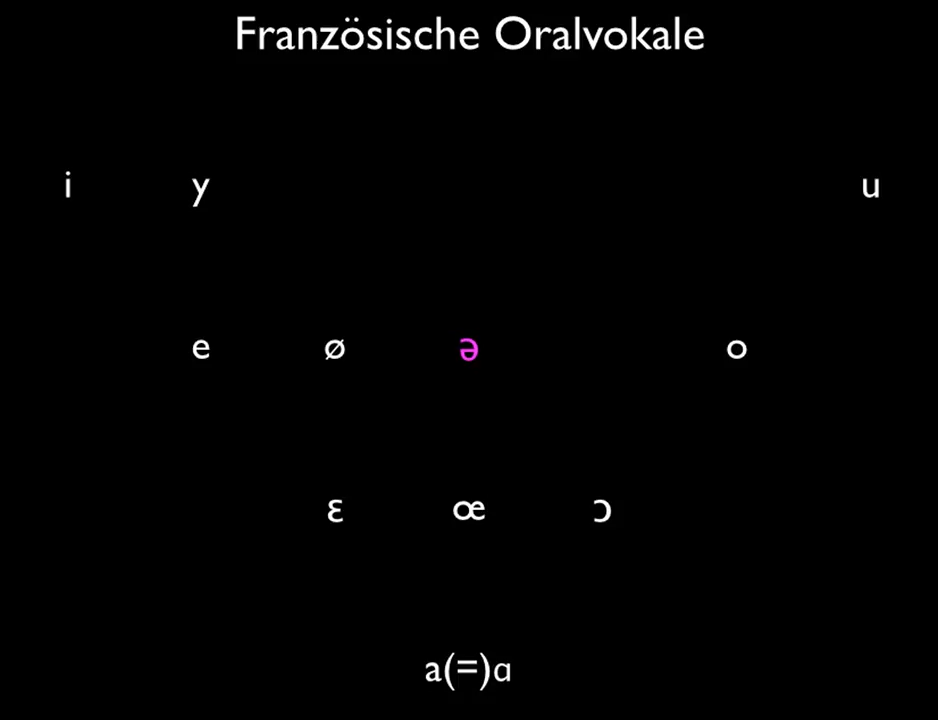 Französische Oralvokale
i y u
e ø ə o
ɛ œ ɔ
a(=)ɑ